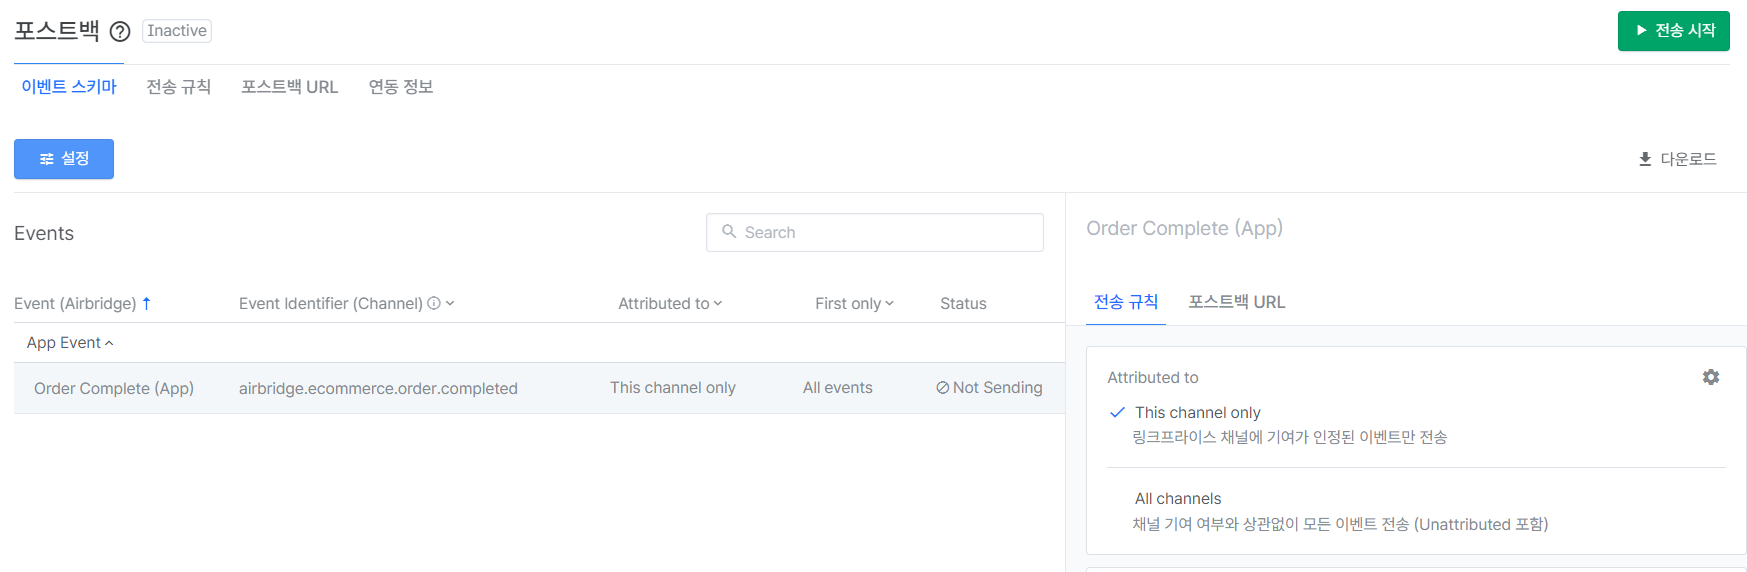 포스트백 Inactive
전송 시작
이벤트 스키마 전송 규칙 포스트백 URL 연동 정보
설정
다운로드
Events
Search
Event (Airbridge) Event Identifier (Channel) Attributed to First only Status
App Event
Order Complete (App) airbridge.ecommerce.order.completed This channel only All events Not Sending
Order Complete (App)
전송 규칙 포스트백 URL
Attributed to
This channel only
링크프라이스 채널에 기여가 인정된 이벤트만 전송
All channels
채널 기여 여부와 상관없이 모든 이벤트 전송 (Unattributed 포함)